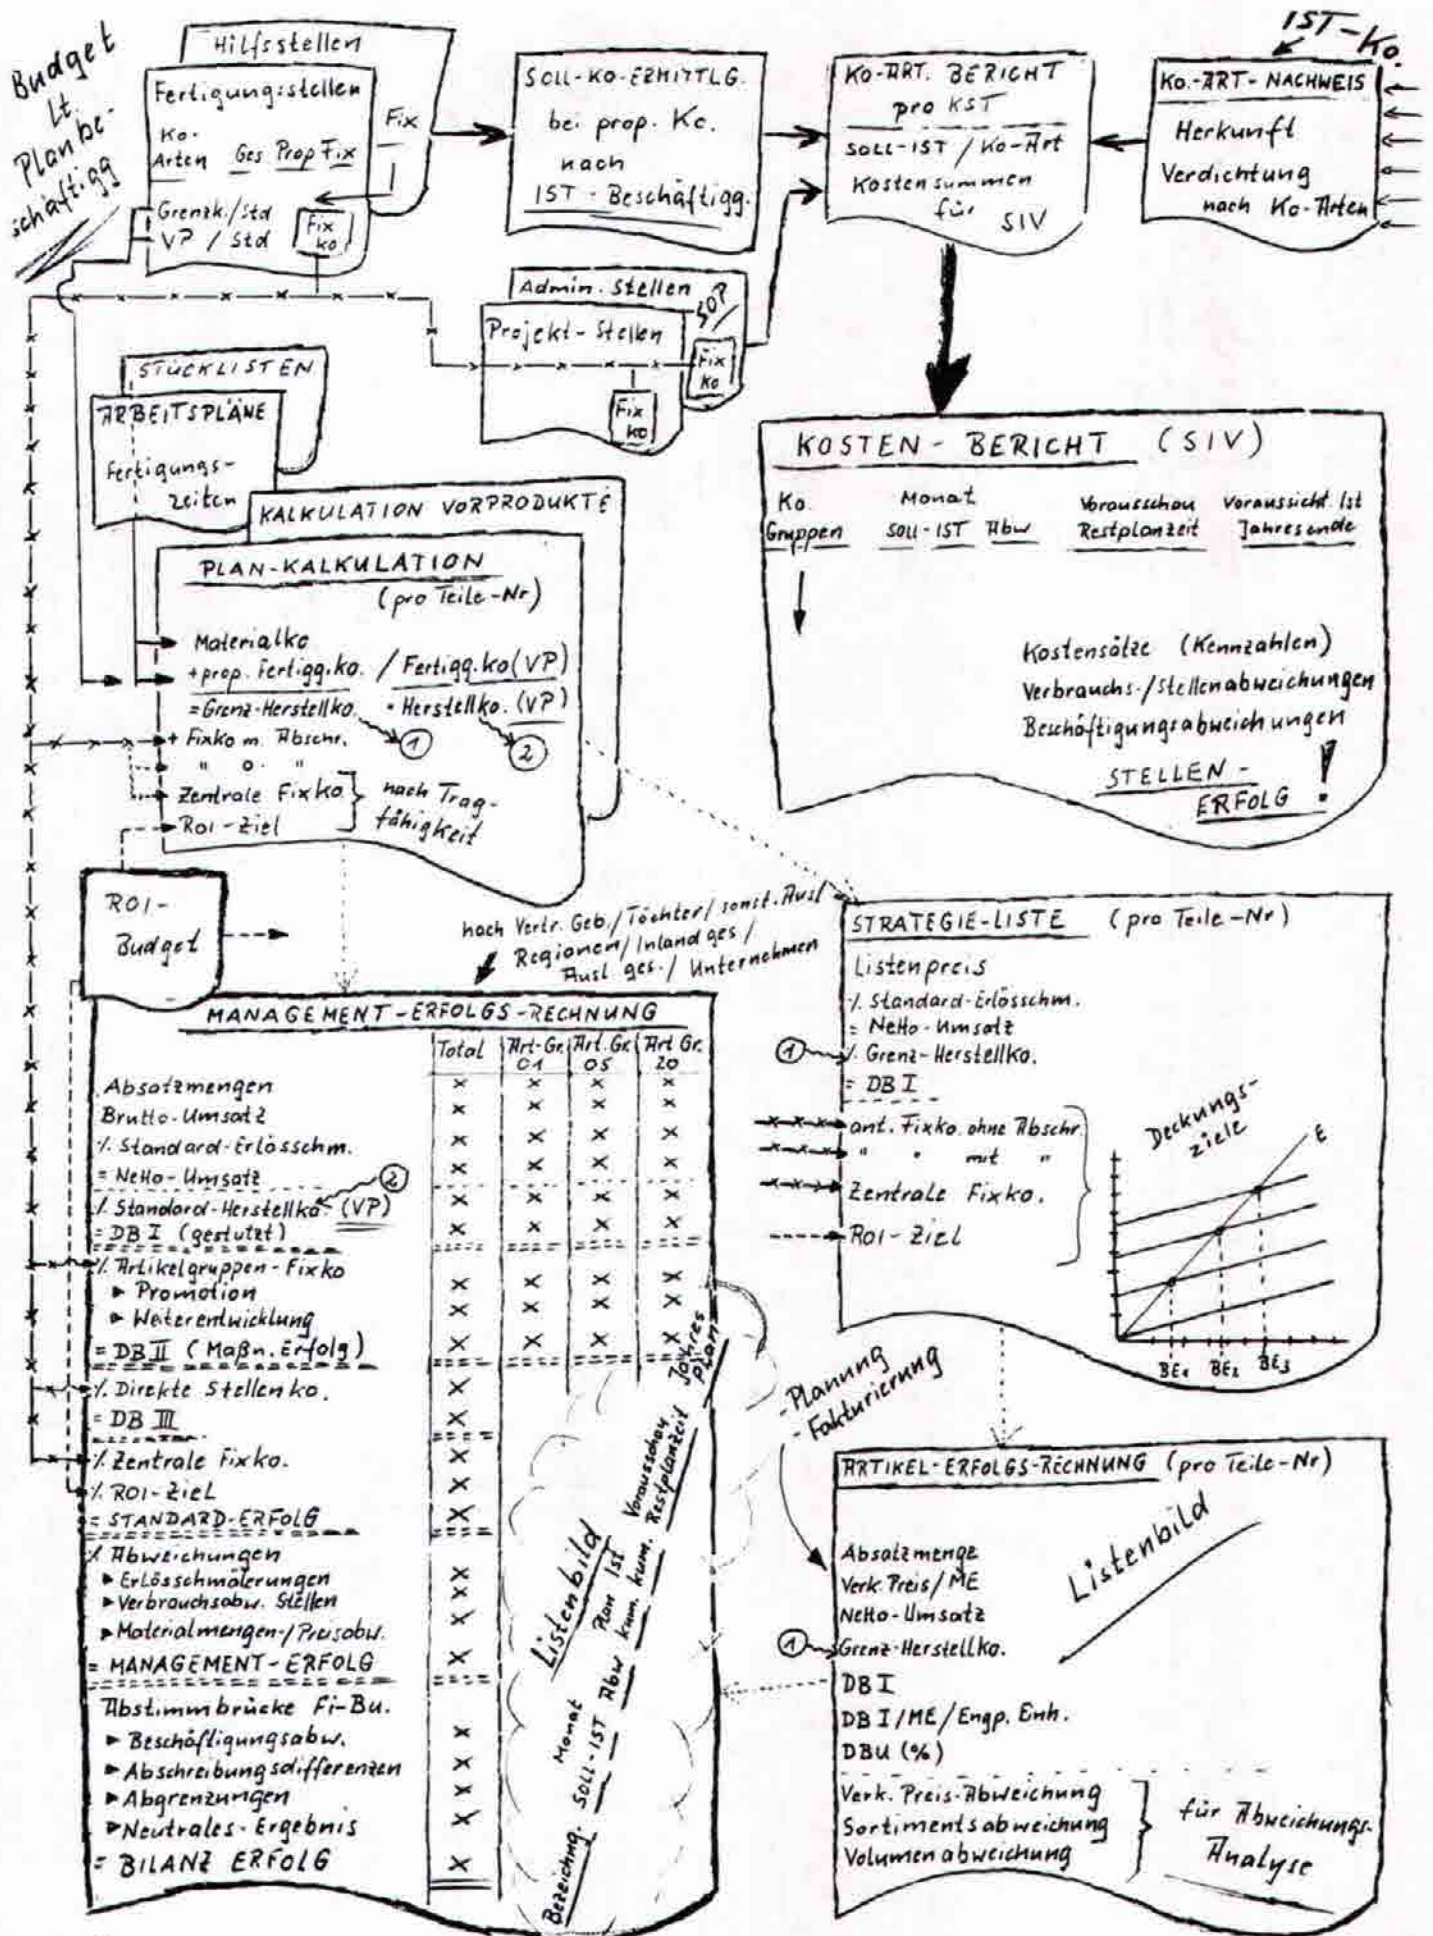 Budget
Lt.
Planbe-
schäftigg
Hilfsstellen
Fertigungsstellen
Ko.
Arten Ges Prop Fix
Grenzk./Std
VP / Std
Fix
ko
Fix
SOLL-KO-ERMITTLG.
bei prop. Ko.
nach
IST-Beschäftigg.
KO-ART. BERICHT
pro KST
SOLL-IST / Ko-Art
Kostensummen
für
SIV
IST-Ko.
KO.-ART-NACHWEIS
Herkunft
Verdichtung
nach Ko-Arten
Admin. Stellen
SOP
Projekt-Stellen
Fix
ko
Fix
ko
STÜCKLISTEN
ARBEITSPLÄNE
Fertigungs-
zeiten
KALKULATION VORPRODUKTE
PLAN-KALKULATION
(pro Teile-Nr)
Materialko
+ prop. Fertigg.ko. / Fertigg.ko (VP)
= Grenz-Herstellko. = Herstellko. (VP)
+ Fixko m. Abschr. 1 2
" o. "
Zentrale Fixko
ROI-Ziel
nach Trag-
fähigkeit
KOSTEN-BERICHT (SIV)
Ko. Monat Vorausschau Voraussicht. Ist
Gruppen SOLL-IST Abw Restplanzeit Jahresende
Kostensätze (Kennzahlen)
Verbrauchs-/Stellenabweichungen
Beschäftigungsabweichungen
STELLEN-
ERFOLG !
ROI-
Budget
nach Vertr. Geb./Töchter/sonst. Ausl
Regionen/Inland ges/
Ausl ges./Unternehmen
MANAGEMENT-ERFOLGS-RECHNUNG
Total Art-Gr. Art. Gr. Art Gr.
01 05 20
Absatzmengen x x x x
Brutto-Umsatz x x x x
% Standard-Erlösschm. x x x x
= Netto-Umsatz x x x x
2
% Standard-Herstellko. (VP) x x x x
= DB I (gestutzt) x x x x
% Artikelgruppen-Fixko x x x x
Promotion x x x x
Weiterentwicklung
= DB II (Maßn. Erfolg) x x x x
% Direkte Stellenko. x
= DB III x
% Zentrale Fixko. x
% ROI-Ziel x
= STANDARD-ERFOLG x
% Abweichungen
Erlösschmälerungen x
Verbrauchsabw. Stellen x
Materialmengen-/Preisabw. x
= MANAGEMENT-ERFOLG x
Abstimmbrücke Fi-Bu.
Beschäftigungsabw. x
Abschreibungsdifferenzen x
Abgrenzungen x
Neutrales-Ergebnis x
= BILANZ ERFOLG x
Listenbild
Monat Plan Ist Vorausschau Jahres
Bezeichng. SOLL-IST Abw kum. kum. Restplanzeit plan
STRATEGIE-LISTE (pro Teile-Nr)
Listenpreis
% Standard-Erlösschm.
= Netto-Umsatz
1 % Grenz-Herstellko.
= DB I
ant. Fixko. ohne Abschr.
" " mit "
Zentrale Fixko.
ROI-Ziel
Deckungs-
ziele
E
BE1 BE2 BE3
- Planung
- Fakturierung
ARTIKEL-ERFOLGS-RECHNUNG (pro Teile-Nr)
Listenbild
Absatzmenge
Verk. Preis/ME
Netto-Umsatz
1 Grenz-Herstellko.
DB I
DB I/ME/Engp. Einh.
DBU (%)
Verk. Preis-Abweichung
Sortimentsabweichung
Volumenabweichung
für Abweichungs-
Analyse